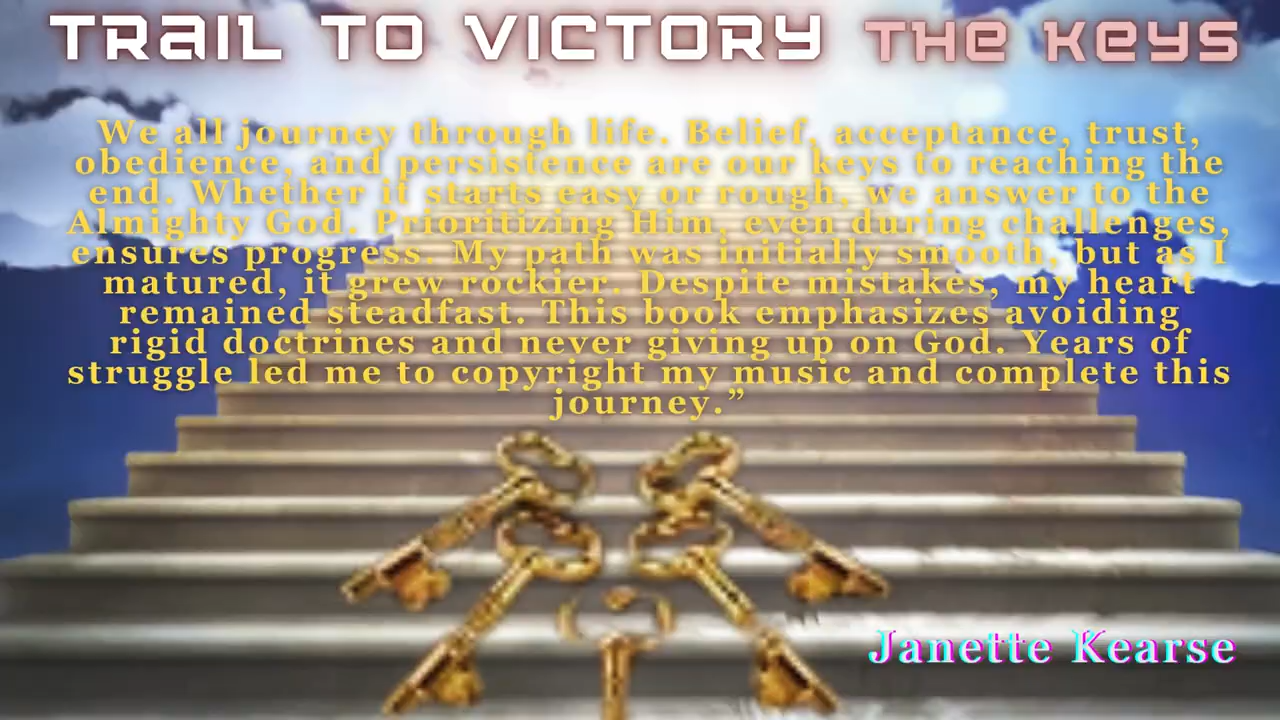 TRAIL TO VICTORY THE KEYS
We all journey through life. Belief, acceptance, trust,
obedience, and persistence are our keys to reaching the
end. Whether it starts easy or rough, we answer to the
Almighty God. Prioritizing Him, even during challenges,
ensures progress. My path was initially smooth, but as I
matured, it grew rockier. Despite mistakes, my heart
remained steadfast. This book emphasizes avoiding
rigid doctrines and never giving up on God. Years of
struggle led me to copyright my music and complete this
journey.”
Janette Kearse